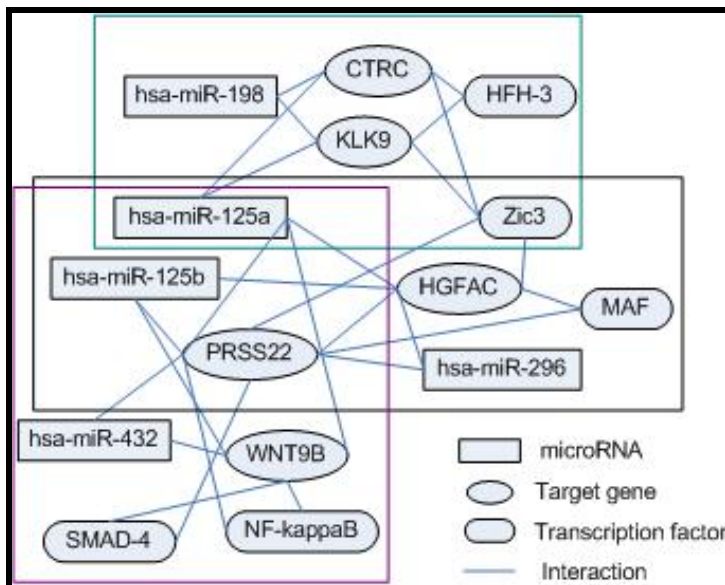 CTRC
hsa-miR-198
HFH-3
KLK9
hsa-miR-125a
Zic3
hsa-miR-125b
HGFAC
MAF
PRSS22
hsa-miR-296
hsa-miR-432
WNT9B
microRNA
Target gene
SMAD-4
NF-kappaB
Transcription factor
Interaction